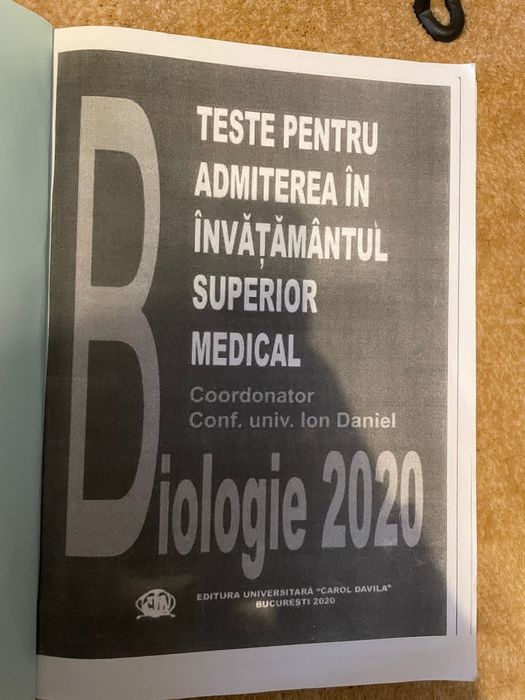 TESTE PENTRU
ADMITEREA ÎN
ÎNVĂȚĂMÂNTUL
SUPERIOR
MEDICAL
Coordonator
Conf. univ. Ion Daniel
Biologie 2020
EDITURA UNIVERSITARĂ "CAROL DAVILA"
BUCUREȘTI 2020